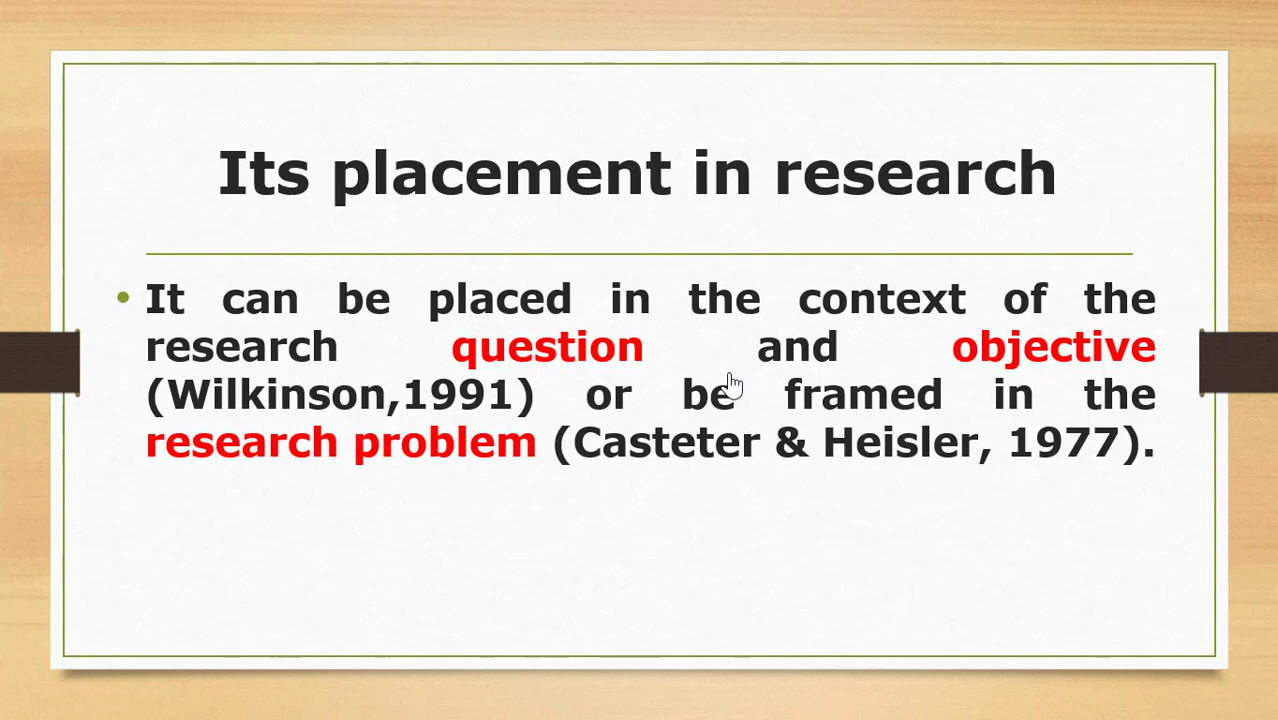 Its placement in research
• It can be placed in the context of the
research question and objective
(Wilkinson,1991) or be framed in the
research problem (Casteter & Heisler, 1977).